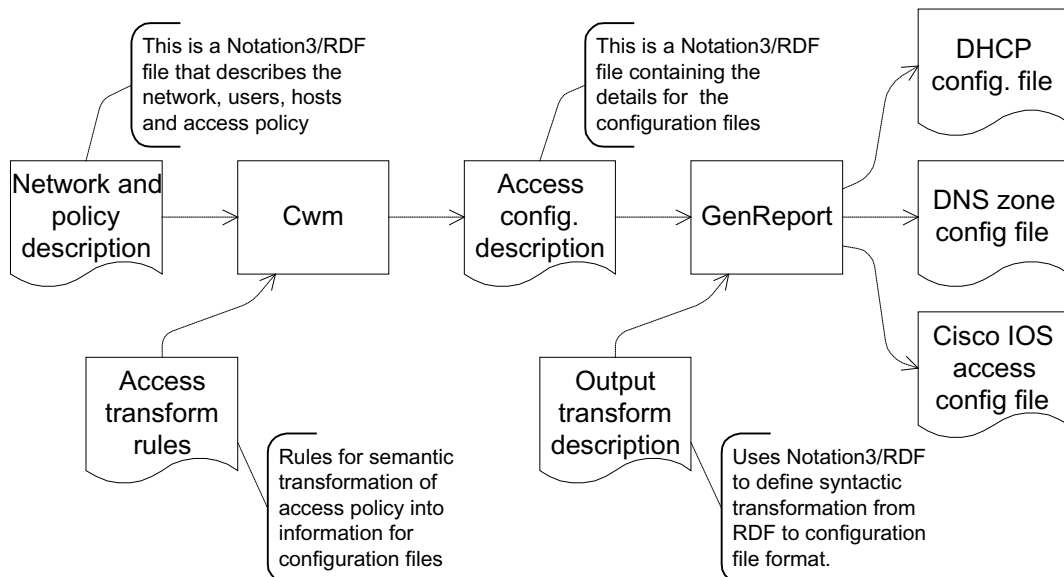 This is a Notation3/RDF
file that describes the
network, users, hosts
and access policy
This is a Notation3/RDF
file containing the
details for the
configuration files
DHCP
config. file
Network and
policy
description
Cwm
Access
config.
description
GenReport
DNS zone
config file
Access
transform
rules
Output
transform
description
Cisco IOS
access
config file
Rules for semantic
transformation of
access policy into
information for
configuration files
Uses Notation3/RDF
to define syntactic
transformation from
RDF to configuration
file format.